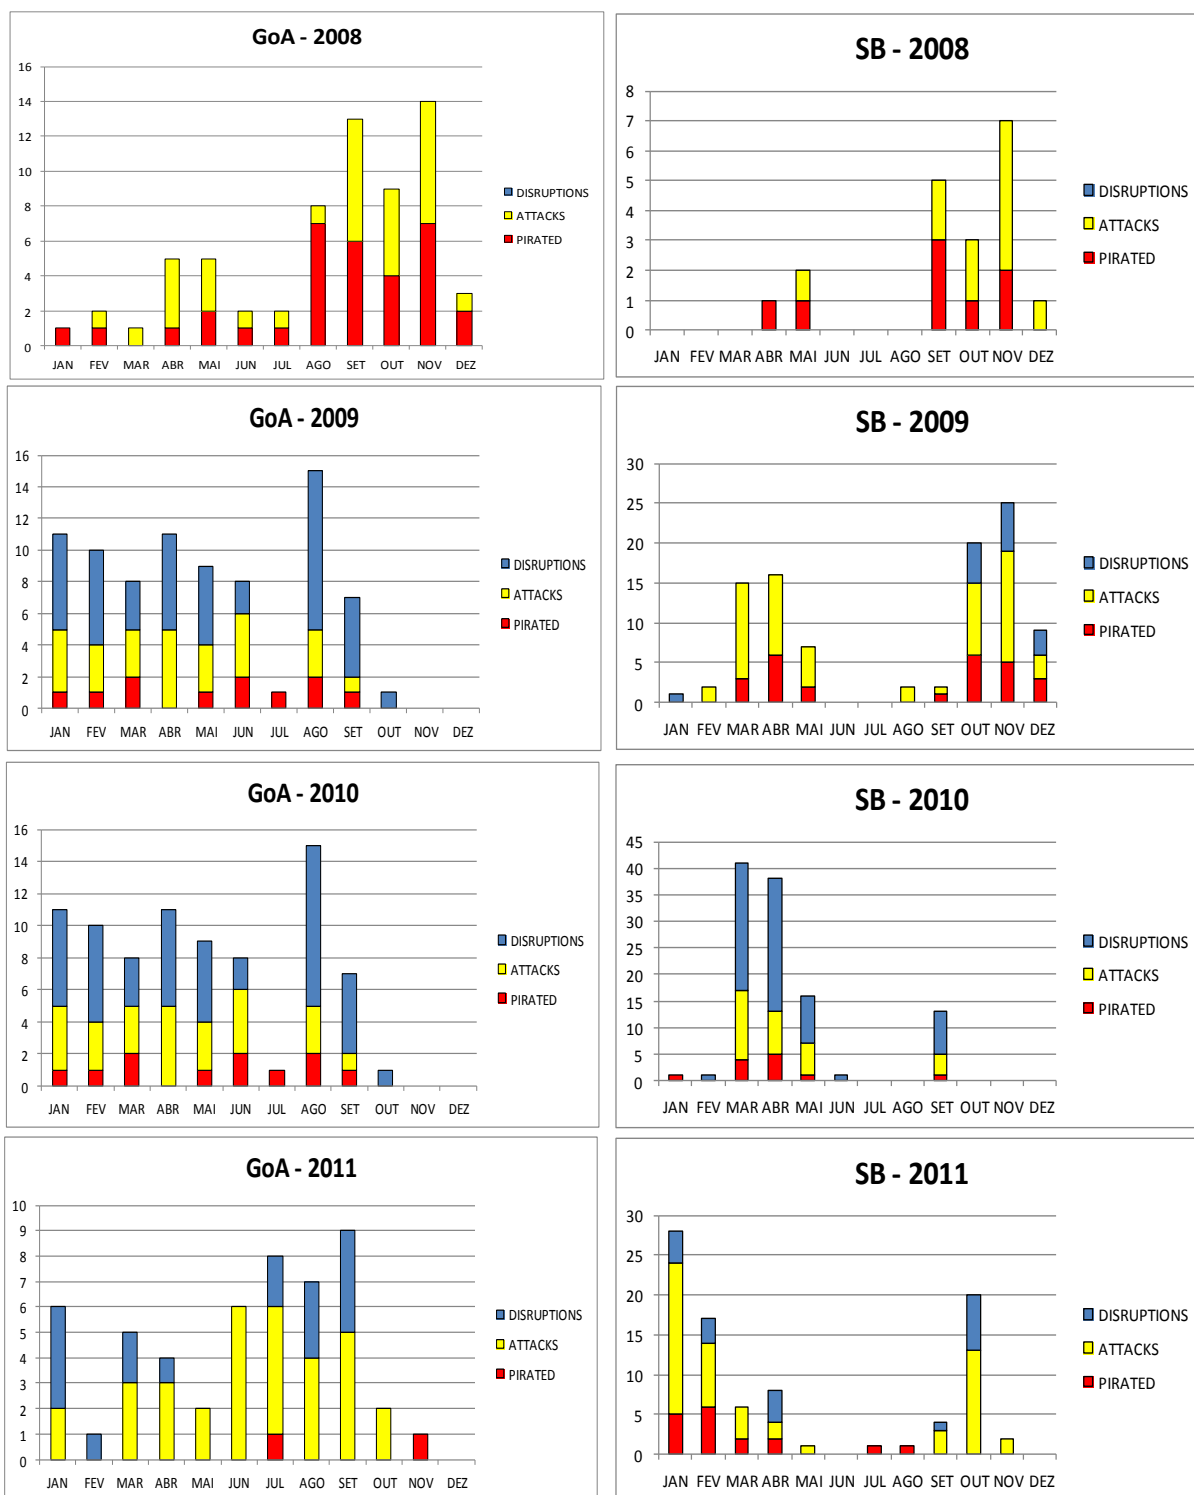 GoA - 2008
16
14
12
10
8
6
4
2
0
JAN FEV MAR ABR MAI JUN JUL AGO SET OUT NOV DEZ
DISRUPTIONS
ATTACKS
PIRATED
SB - 2008
8
7
6
5
4
3
2
1
0
JAN FEV MAR ABR MAI JUN JUL AGO SET OUT NOV DEZ
DISRUPTIONS
ATTACKS
PIRATED
GoA - 2009
16
14
12
10
8
6
4
2
0
JAN FEV MAR ABR MAI JUN JUL AGO SET OUT NOV DEZ
DISRUPTIONS
ATTACKS
PIRATED
SB - 2009
30
25
20
15
10
5
0
JAN FEV MAR ABR MAI JUN JUL AGO SET OUT NOV DEZ
DISRUPTIONS
ATTACKS
PIRATED
GoA - 2010
16
14
12
10
8
6
4
2
0
JAN FEV MAR ABR MAI JUN JUL AGO SET OUT NOV DEZ
DISRUPTIONS
ATTACKS
PIRATED
SB - 2010
45
40
35
30
25
20
15
10
5
0
JAN FEV MAR ABR MAI JUN JUL AGO SET OUT NOV DEZ
DISRUPTIONS
ATTACKS
PIRATED
GoA - 2011
10
9
8
7
6
5
4
3
2
1
0
JAN FEV MAR ABR MAI JUN JUL AGO SET OUT NOV DEZ
DISRUPTIONS
ATTACKS
PIRATED
SB - 2011
30
25
20
15
10
5
0
JAN FEV MAR ABR MAI JUN JUL AGO SET OUT NOV DEZ
DISRUPTIONS
ATTACKS
PIRATED